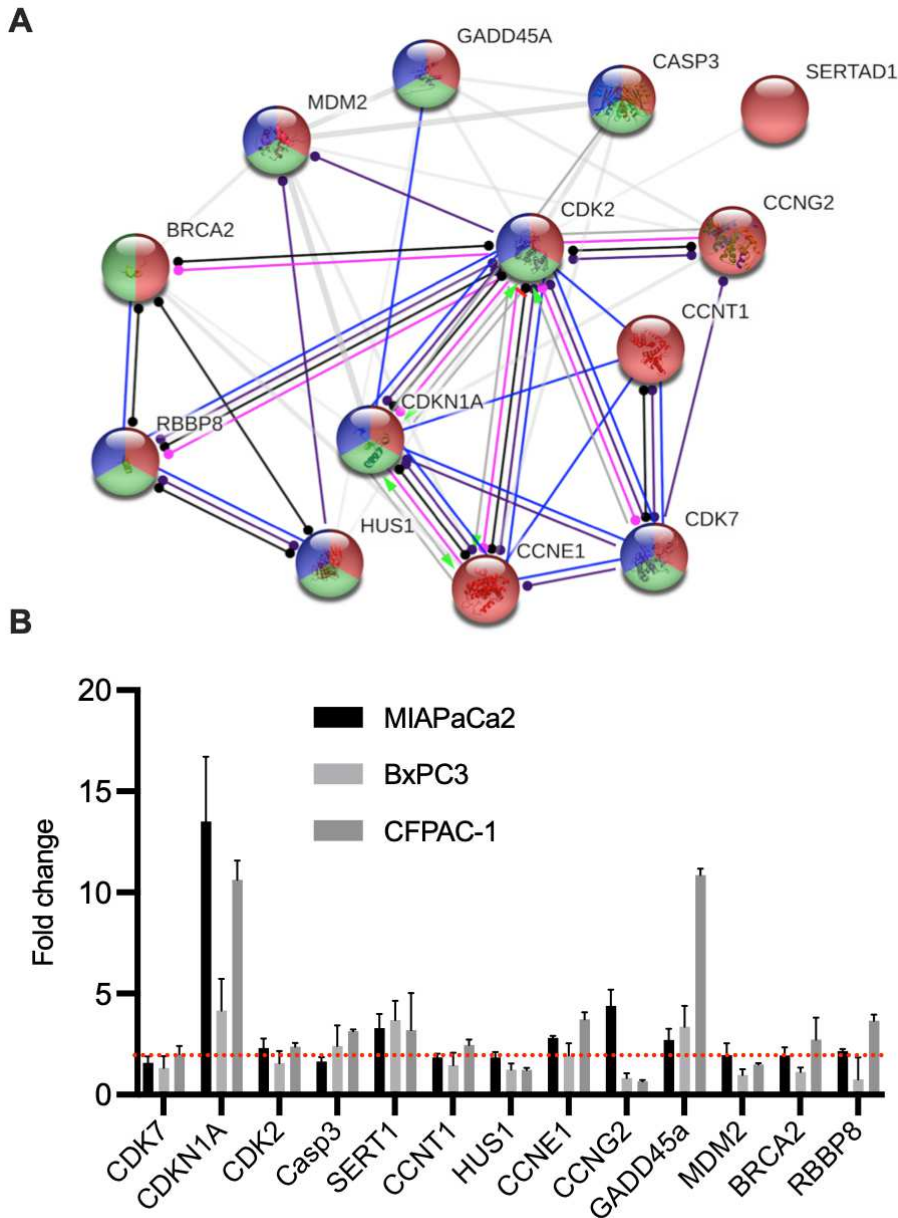 A
GADD45A
CASP3
SERTAD1
MDM2
CDK2
CCNG2
BRCA2
CCNT1
CDKN1A
RBBP8
HUS1
CCNE1
CDK7
B
20
15
10
5
0
Fold change
MIAPaCa2
BxPC3
CFPAC-1
CDK7
CDKN1A
CDK2
Casp3
SERT1
CCNT1
HUS1
CCNE1
CCNG2
GADD45a
MDM2
BRCA2
RBBP8